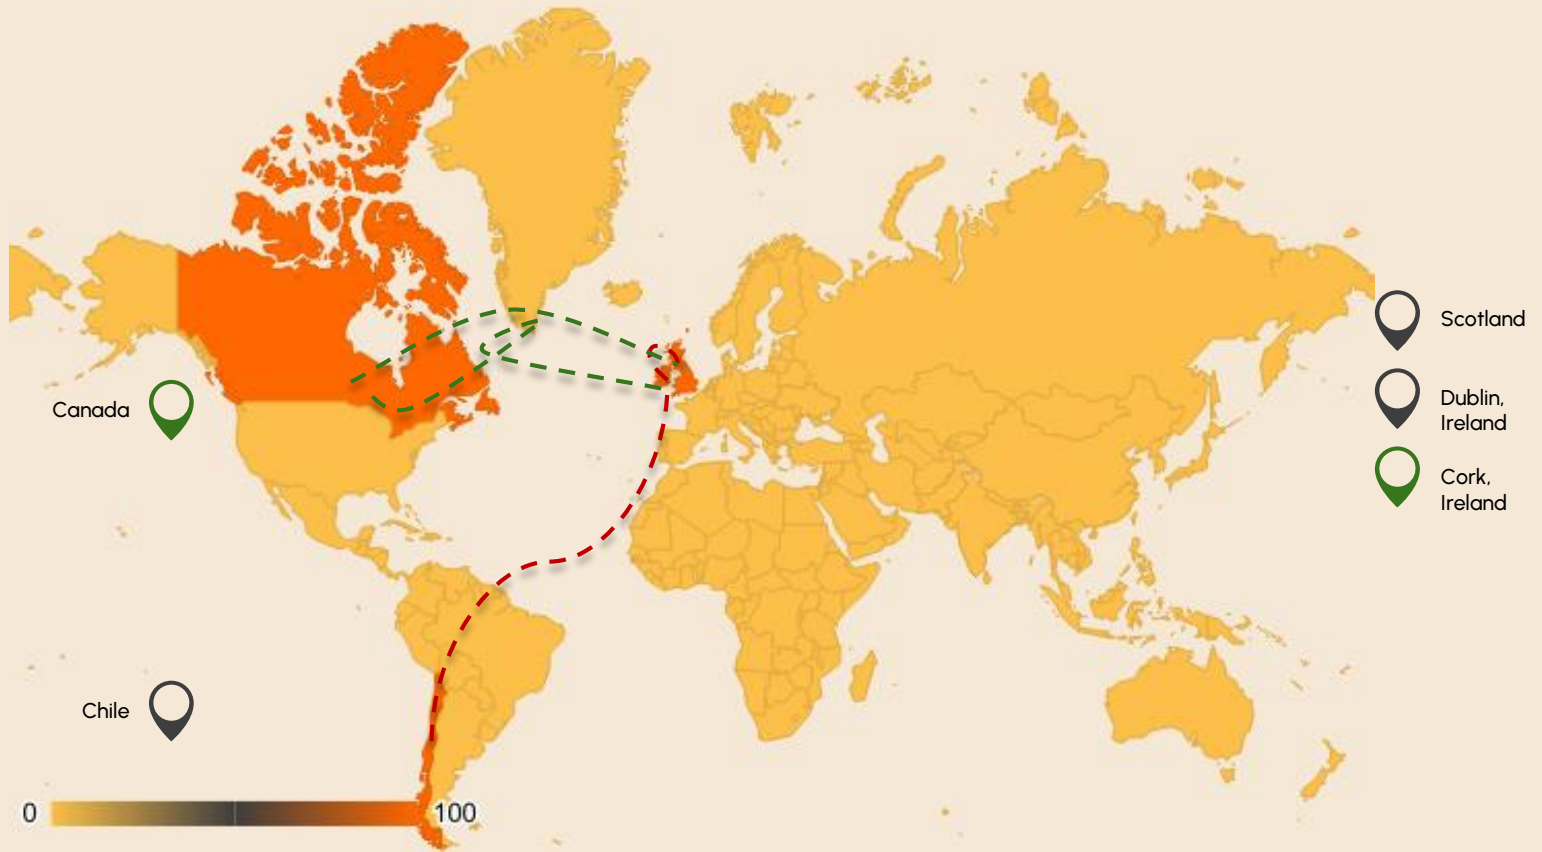 Scotland
Dublin,
Ireland
Canada
Cork,
Ireland
Chile
0
100